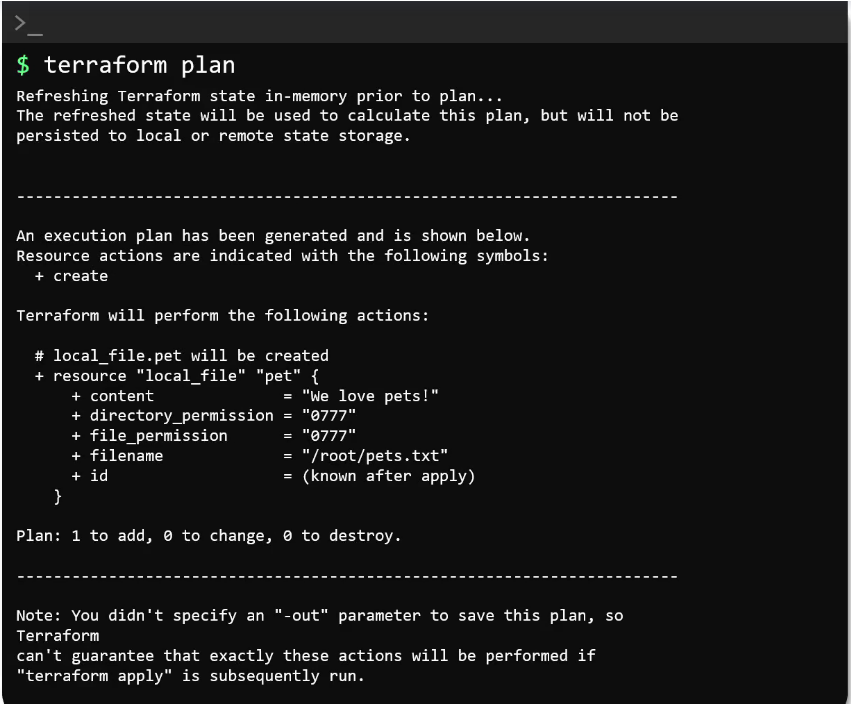 >_
$ terraform plan
Refreshing Terraform state in-memory prior to plan...
The refreshed state will be used to calculate this plan, but will not be
persisted to local or remote state storage.
------------------------------------------------------------------------
An execution plan has been generated and is shown below.
Resource actions are indicated with the following symbols:
  + create
Terraform will perform the following actions:
  # local_file.pet will be created
  + resource "local_file" "pet" {
      + content              = "We love pets!"
      + directory_permission = "0777"
      + file_permission      = "0777"
      + filename             = "/root/pets.txt"
      + id                   = (known after apply)
    }
Plan: 1 to add, 0 to change, 0 to destroy.
------------------------------------------------------------------------
Note: You didn't specify an "-out" parameter to save this plan, so
Terraform
can't guarantee that exactly these actions will be performed if
"terraform apply" is subsequently run.